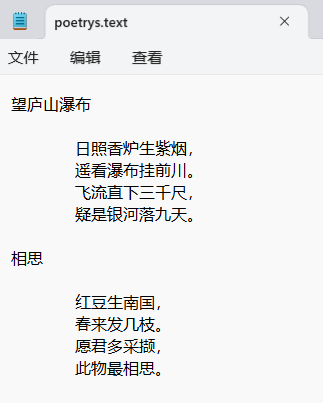 poetrys.text
文件 编辑 查看
望庐山瀑布
日照香炉生紫烟，
遥看瀑布挂前川。
飞流直下三千尺，
疑是银河落九天。
相思
红豆生南国，
春来发几枝。
愿君多采撷，
此物最相思。